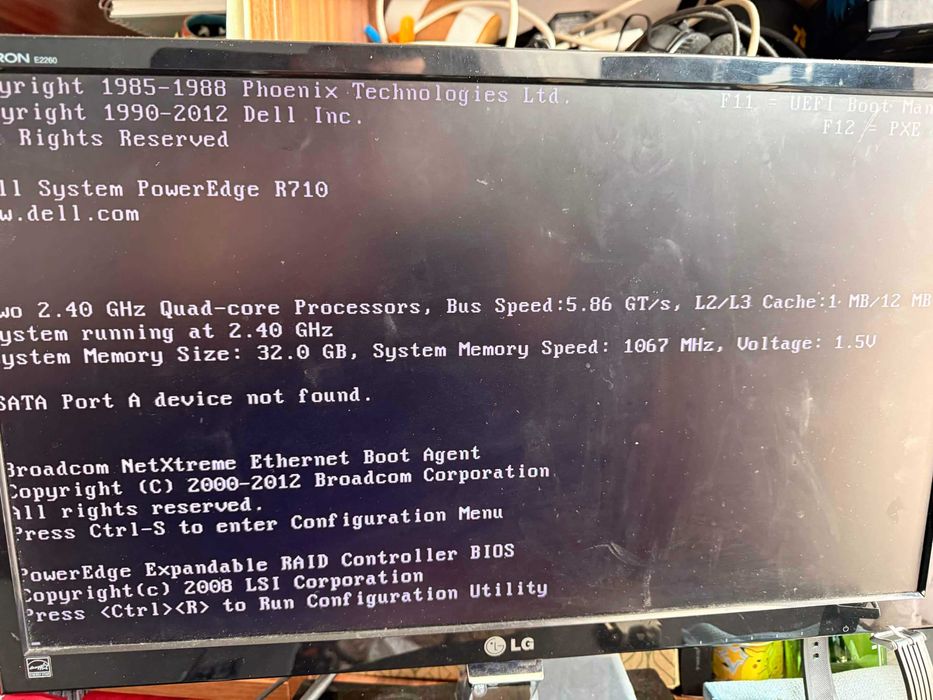 RON E2260
yright 1985-1988 Phoenix Technologies Ltd.
F11 = UEFI Boot Man
yright 1990-2012 Dell Inc.
F12 = PXE
Rights Reserved
ll System PowerEdge R710
w.dell.com
wo 2.40 GHz Quad-core Processors, Bus Speed:5.86 GT/s, L2/L3 Cache:1 MB/12 MB
ystem running at 2.40 GHz
ystem Memory Size: 32.0 GB, System Memory Speed: 1067 MHz, Voltage: 1.5V
SATA Port A device not found.
Broadcom NetXtreme Ethernet Boot Agent
Copyright (C) 2000-2012 Broadcom Corporation
All rights reserved.
Press Ctrl-S to enter Configuration Menu
PowerEdge Expandable RAID Controller BIOS
Copyright(c) 2008 LSI Corporation
Press <Ctrl><R> to Run Configuration Utility
LG